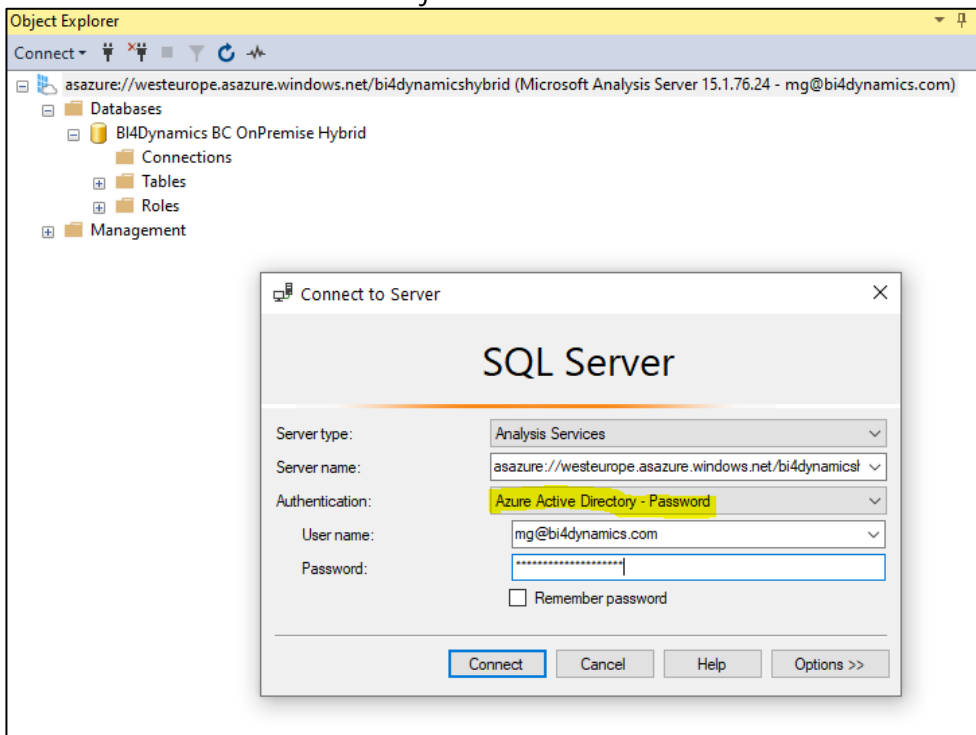 Object Explorer
Connect
asazure://westeurope.asazure.windows.net/bi4dynamicshybrid (Microsoft Analysis Server 15.1.76.24 - mg@bi4dynamics.com)
Databases
BI4Dynamics BC OnPremise Hybrid
Connections
Tables
Roles
Management
Connect to Server
SQL Server
Server type: Analysis Services
Server name: asazure://westeurope.asazure.windows.net/bi4dynamicsh
Authentication: Azure Active Directory - Password
User name: mg@bi4dynamics.com
Password: *********************
Remember password
Connect Cancel Help Options >>